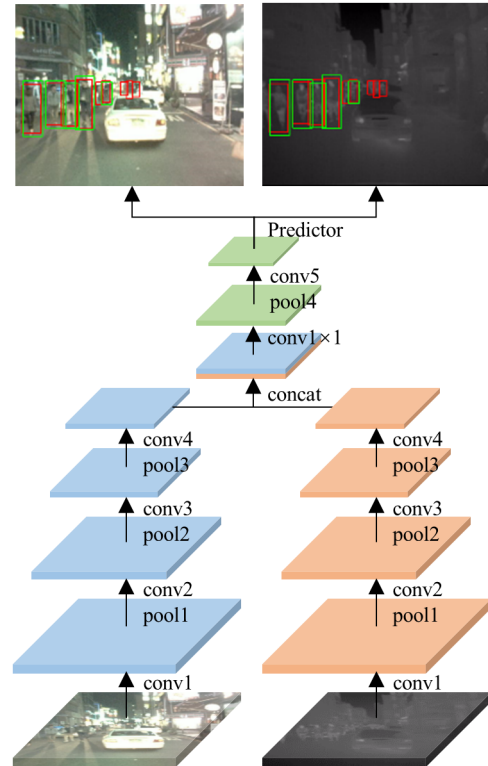 Predictor
conv5
pool4
conv1×1
concat
conv4
pool3
conv3
pool2
conv2
pool1
conv1
conv4
pool3
conv3
pool2
conv2
pool1
conv1